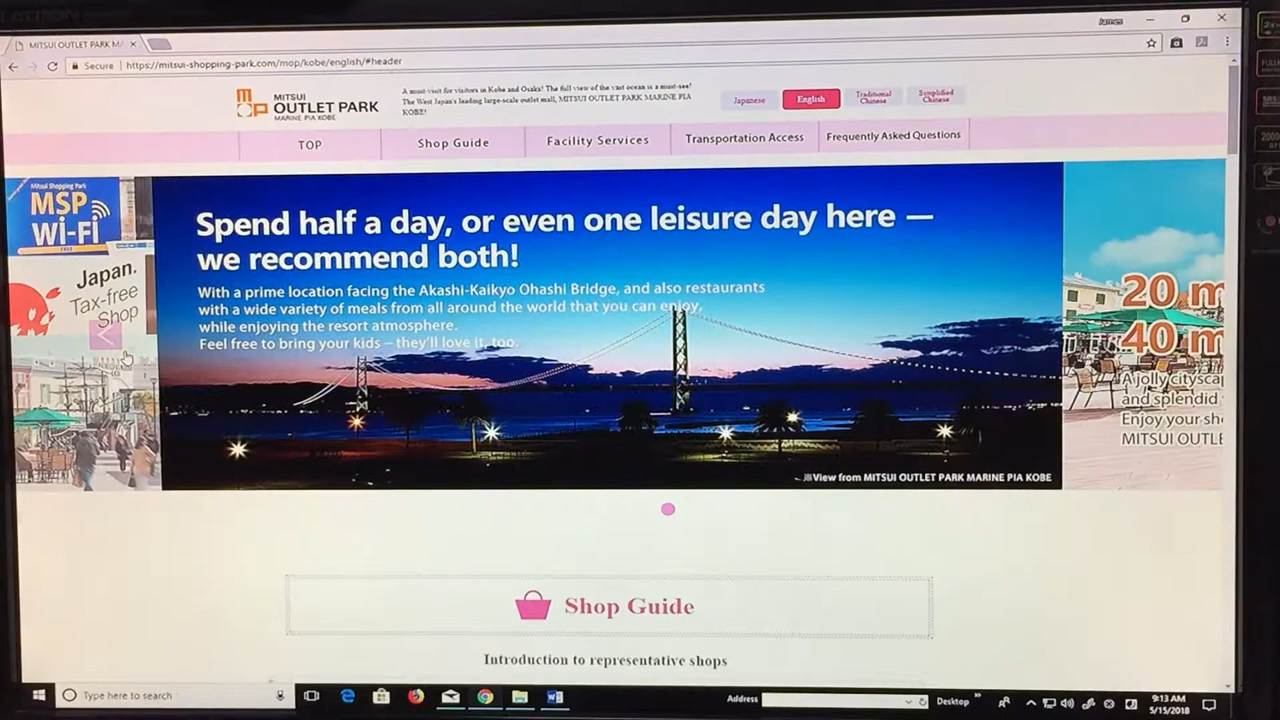 James
MITSUI OUTLET PARK MA
Secure
https://mitsui-shopping-park.com/mop/kobe/english/#header
MOP
MITSUI
OUTLET PARK
MARINE PIA KOBE
A must-visit for visitors in Kobe and Osaka! The full view of the vast ocean is a must-see!
The West Japan's leading large-scale outlet mall, MITSUI OUTLET PARK MARINE PIA
KOBE!
Japanese
English
Traditional
Chinese
Simplified
Chinese
TOP
Shop Guide
Facility Services
Transportation Access
Frequently Asked Questions
Mitsui Shopping Park
MSP
Wi-Fi
FREE
Japan.
Tax-free
Shop
Spend half a day, or even one leisure day here —
we recommend both!
With a prime location facing the Akashi-Kaikyo Ohashi Bridge, and also restaurants
with a wide variety of meals from all around the world that you can enjoy,
while enjoying the resort atmosphere.
Feel free to bring your kids – they'll love it, too.
※View from MITSUI OUTLET PARK MARINE PIA KOBE
20 m
40 m
A jolly cityscap
and splendid
Enjoy your sh
MITSUI OUTLE
Shop Guide
Introduction to representative shops
Type here to search
Address
Desktop
9:13 AM
5/15/2018